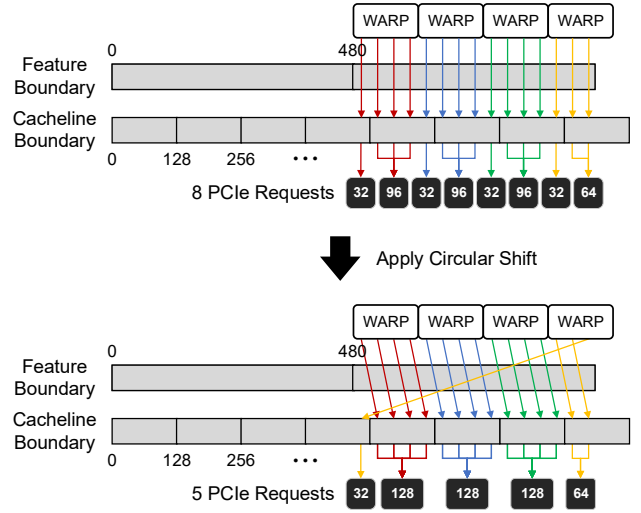 WARP WARP WARP WARP
0 480
Feature Boundary
Cacheline Boundary
0 128 256 •••
8 PCIe Requests 32 96 32 96 32 96 32 64
Apply Circular Shift
WARP WARP WARP WARP
0 480
Feature Boundary
Cacheline Boundary
0 128 256 •••
5 PCIe Requests 32 128 128 128 64